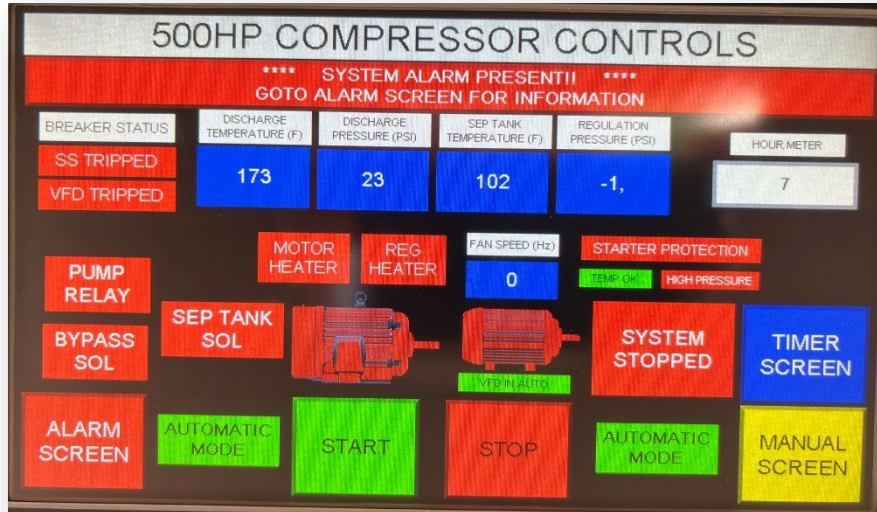 500HP COMPRESSOR CONTROLS
**** SYSTEM ALARM PRESENT!! ****
GOTO ALARM SCREEN FOR INFORMATION
BREAKER STATUS
SS TRIPPED
VFD TRIPPED
DISCHARGE
TEMPERATURE (F)
173
DISCHARGE
PRESSURE (PSI)
23
SEP TANK
TEMPERATURE (F)
102
REGULATION
PRESSURE (PSI)
-1,
HOUR METER
7
MOTOR
HEATER
REG
HEATER
FAN SPEED (Hz)
0
STARTER PROTECTION
TEMP OK
HIGH PRESSURE
PUMP
RELAY
BYPASS
SOL
SEP TANK
SOL
VFD IN AUTO
SYSTEM
STOPPED
TIMER
SCREEN
ALARM
SCREEN
AUTOMATIC
MODE
START
STOP
AUTOMATIC
MODE
MANUAL
SCREEN